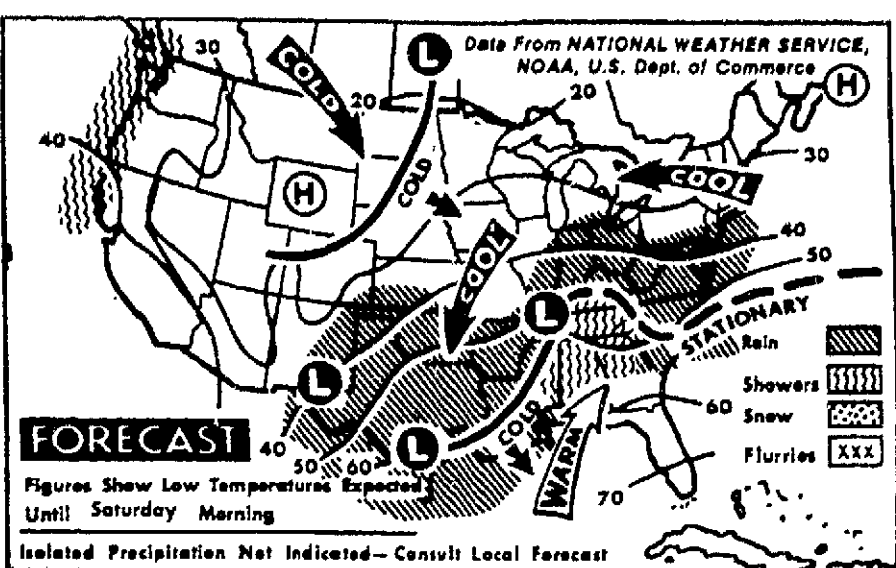 Data From NATIONAL WEATHER SERVICE,
NOAA, U.S. Dept. of Commerce
30
COLD
L
20
20
H
40
30
COOL
COLD
H
COOL
40
50
L
STATIONARY
Rain
L
Showers
Snow
60
COLD
FORECAST
40
L
50
60
WARM
70
Flurries
XXX
Figures Show Low Temperatures Expected
Until Saturday Morning
Isolated Precipitation Not Indicated— Consult Local Forecast